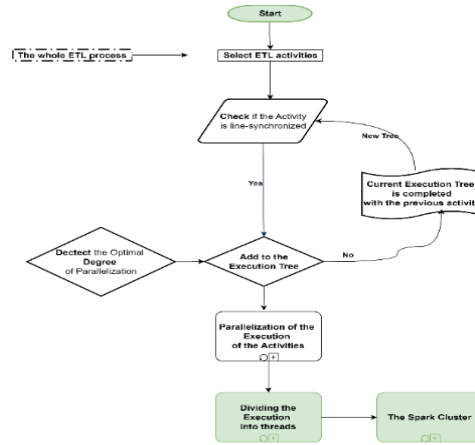 Start
The whole ETL process
Select ETL activities
Check if the Activity
is line-synchronized
New Tree
Yes
Current Execution Tree
is completed
with the previous activit
Dectect the Optimal
Degree
of Parallelization
Add to the
Execution Tree
No
Parallelization of the
Execution
of the Activities
Dividing the
Execution
into threads
The Spark Cluster